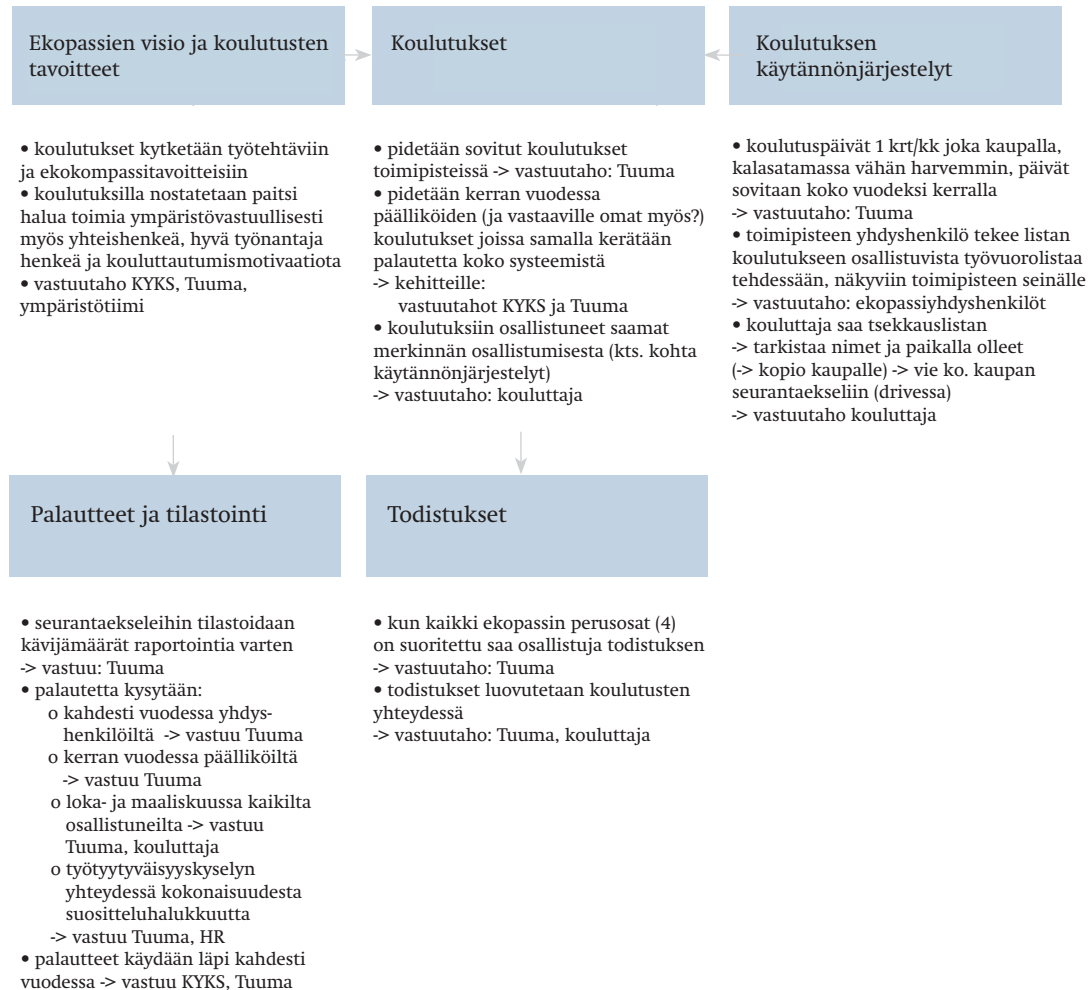 Ekopassien visio ja koulutusten
tavoitteet
• koulutukset kytketään työtehtäviin
ja ekokompassitavoitteisiin
• koulutuksilla nostatetaan paitsi
halua toimia ympäristövastuullisesti
myös yhteishenkeä, hyvä työnantaja
henkeä ja kouluttautumismotivaatiota
• vastuutaho KYKS, Tuuma,
ympäristötiimi
Koulutukset
• pidetään sovitut koulutukset
toimipisteissä -> vastuutaho: Tuuma
• pidetään kerran vuodessa
päälliköiden (ja vastaaville omat myös?)
koulutukset joissa samalla kerätään
palautetta koko systeemistä
-> kehitteille:
vastuutahot KYKS ja Tuuma
• koulutuksiin osallistuneet saamat
merkinnän osallistumisesta (kts. kohta
käytännönjärjestelyt)
-> vastuutaho: kouluttaja
Koulutuksen
käytännönjärjestelyt
• koulutuspäivät 1 krt/kk joka kaupalla,
kalasatamassa vähän harvemmin, päivät
sovitaan koko vuodeksi kerralla
-> vastuutaho: Tuuma
• toimipisteen yhdyshenkilö tekee listan
koulutukseen osallistuvista työvuorolistaa
tehdessään, näkyviin toimipisteen seinälle
-> vastuutaho: ekopassiyhdyshenkilöt
• kouluttaja saa tsekkauslistan
-> tarkistaa nimet ja paikalla olleet
(-> kopio kaupalle) -> vie ko. kaupan
seurantaekseliin (drivessa)
-> vastuutaho kouluttaja
Palautteet ja tilastointi
• seurantaekseleihin tilastoidaan
kävijämäärät raportointia varten
-> vastuu: Tuuma
• palautetta kysytään:
o kahdesti vuodessa yhdys-
henkilöiltä -> vastuu Tuuma
o kerran vuodessa päälliköiltä
-> vastuu Tuuma
o loka- ja maaliskuussa kaikilta
osallistuneilta -> vastuu
Tuuma, kouluttaja
o työtyytyväisyyskyselyn
yhteydessä kokonaisuudesta
suositteluhalukkuutta
-> vastuu Tuuma, HR
• palautteet käydään läpi kahdesti
vuodessa -> vastuu KYKS, Tuuma
Todistukset
• kun kaikki ekopassin perusosat (4)
on suoritettu saa osallistuja todistuksen
-> vastuutaho: Tuuma
• todistukset luovutetaan koulutusten
yhteydessä
-> vastuutaho: Tuuma, kouluttaja